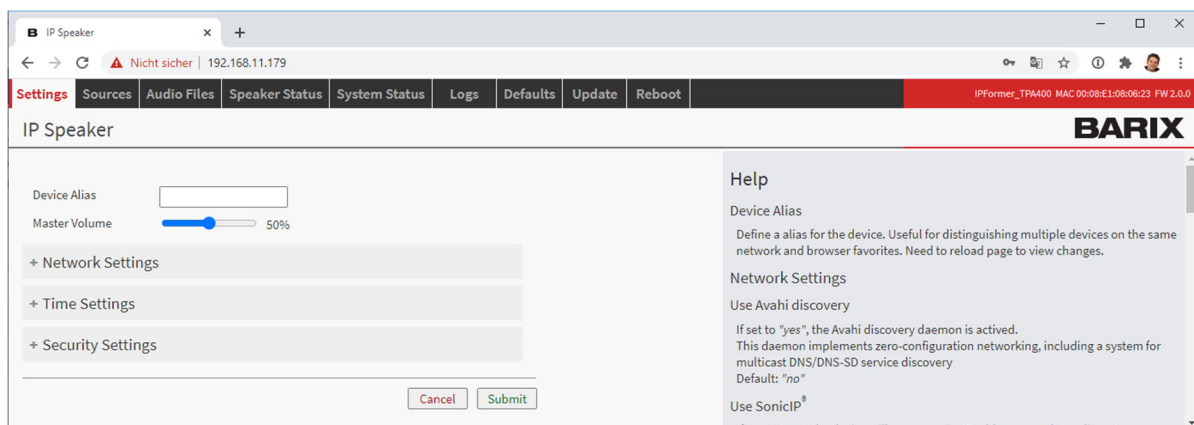 IP Speaker
Nicht sicher | 192.168.11.179
Settings Sources Audio Files Speaker Status System Status Logs Defaults Update Reboot
IPFormer_TPA400 MAC 00:08:E1:08:06:23 FW 2.0.0
IP Speaker
BARIX
Device Alias
Master Volume 50%
+ Network Settings
+ Time Settings
+ Security Settings
Cancel Submit
Help
Device Alias
Define a alias for the device. Useful for distinguishing multiple devices on the same
network and browser favorites. Need to reload page to view changes.
Network Settings
Use Avahi discovery
If set to "yes", the Avahi discovery daemon is actived.
This daemon implements zero-configuration networking, including a system for
multicast DNS/DNS-SD service discovery
Default: "no"
Use SonicIP®